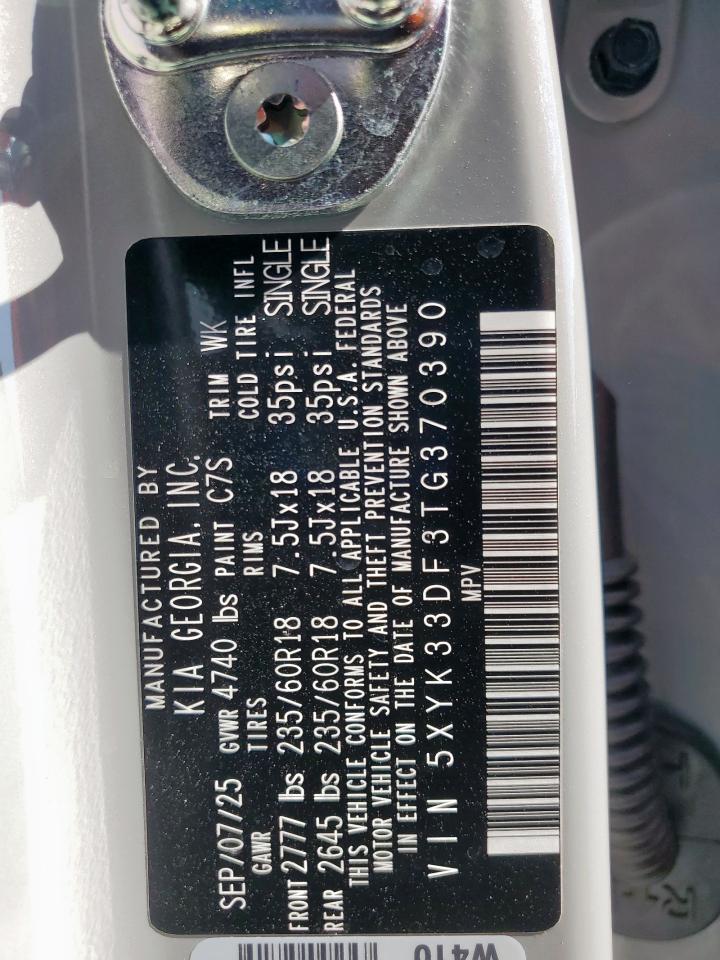 MANUFACTURED BY
KIA GEORGIA, INC.
SEP/07/25 GVWR 4740 lbs PAINT C7S TRIM WK
GAWR TIRES RIMS COLD TIRE INFL
FRONT 2777 lbs 235/60R18 7.5Jx18 35psi SINGLE
REAR 2645 lbs 235/60R18 7.5Jx18 35psi SINGLE
THIS VEHICLE CONFORMS TO ALL APPLICABLE U.S.A. FEDERAL
MOTOR VEHICLE SAFETY AND THEFT PREVENTION STANDARDS
IN EFFECT ON THE DATE OF MANUFACTURE SHOWN ABOVE
VIN 5XYK33DF3TG370390
MPV